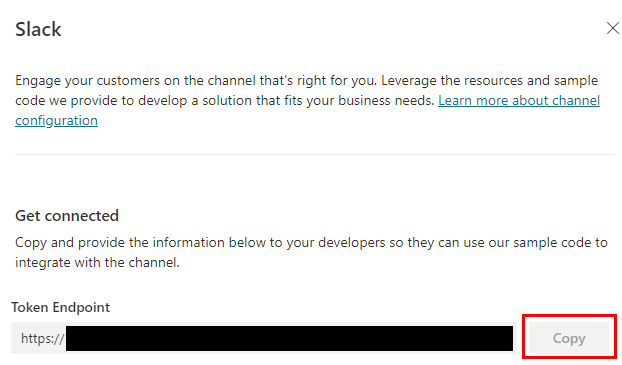 Slack
Engage your customers on the channel that's right for you. Leverage the resources and sample
code we provide to develop a solution that fits your business needs. Learn more about channel
configuration
Get connected
Copy and provide the information below to your developers so they can use our sample code to
integrate with the channel.
Token Endpoint
https://
Copy